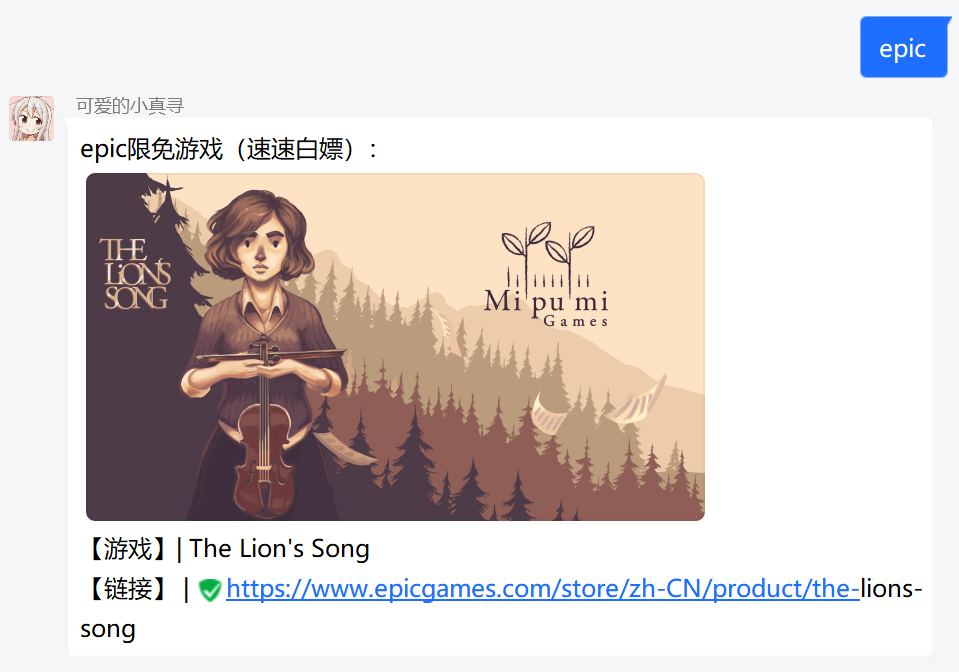 epic
可爱的小真寻
epic限免游戏（速速白嫖）:
THE
LION'S
SONG
Mi pu mi
Games
【游戏】| The Lion's Song
【链接】 | https://www.epicgames.com/store/zh-CN/product/the-lions-
song